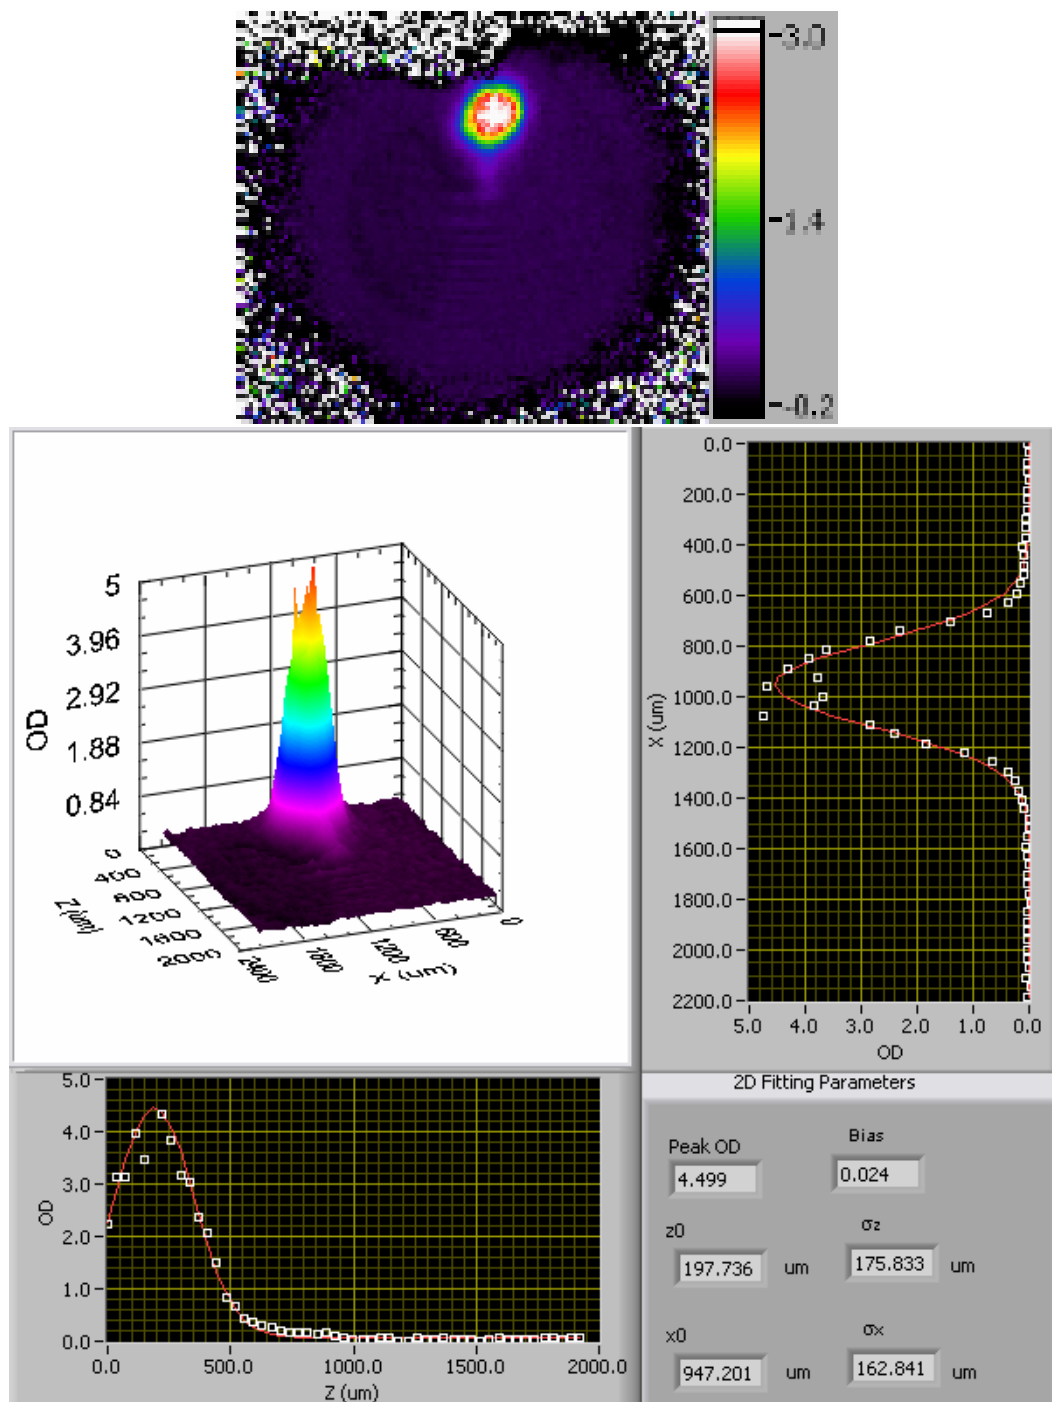 -3.0
-1.4
-0.2
5
3.96
2.92
1.88
0.84
0
OD
400
800
1200
1600
2000
Z(um)
2400
1800
1200
600
0
X (um)
0.0
200.0
400.0
600.0
800.0
1000.0
1200.0
1400.0
1600.0
1800.0
2000.0
2200.0
X (um)
5.0 4.0 3.0 2.0 1.0 0.0
OD
5.0
4.0
3.0
2.0
1.0
0.0
OD
0.0 500.0 1000.0 1500.0 2000.0
Z (um)
2D Fitting Parameters
Peak OD Bias
4.499 0.024
z0 σz
197.736 um 175.833 um
x0 σx
947.201 um 162.841 um